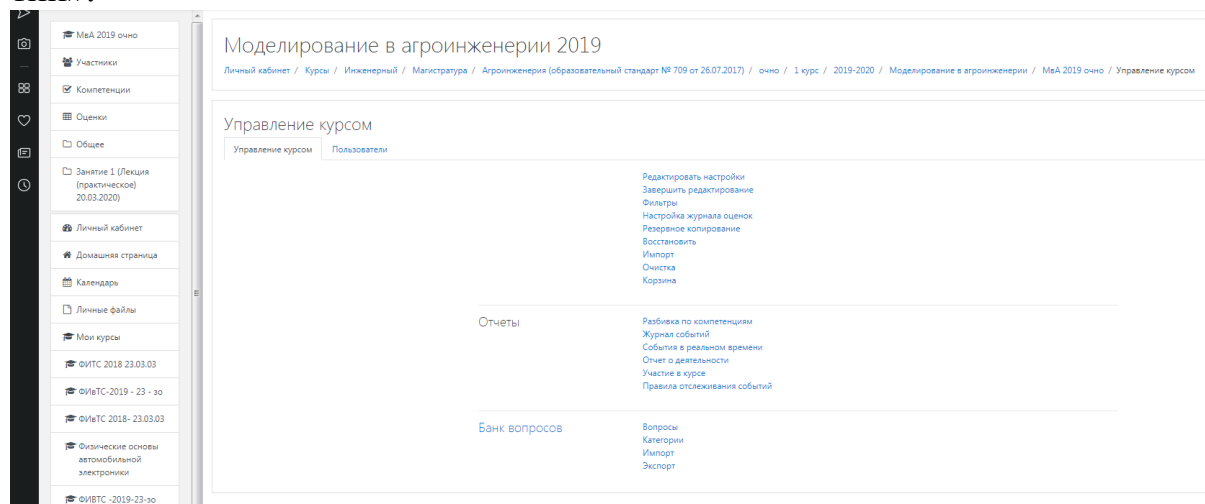 МвА 2019 очно
Участники
Компетенции
Оценки
Общее
Занятие 1 (Лекция
(практическое)
20.03.2020)
Личный кабинет
Домашняя страница
Календарь
Личные файлы
Мои курсы
ФИТС 2018 23.03.03
ФИвТС-2019 - 23 - зо
ФИвТС 2018- 23.03.03
Физические основы
автомобильной
электроники
ФИВТС -2019-23-зо
Моделирование в агроинженерии 2019
Личный кабинет / Курсы / Инженерный / Магистратура / Агроинженерия (образовательный стандарт № 709 от 26.07.2017) / очно / 1 курс / 2019-2020 / Моделирование в агроинженерии / МвА 2019 очно / Управление курсом
Управление курсом
Управление курсом Пользователи
Редактировать настройки
Завершить редактирование
Фильтры
Настройка журнала оценок
Резервное копирование
Восстановить
Импорт
Очистка
Корзина
Отчеты
Разбивка по компетенциям
Журнал событий
События в реальном времени
Отчет о деятельности
Участие в курсе
Правила отслеживания событий
Банк вопросов
Вопросы
Категории
Импорт
Экспорт